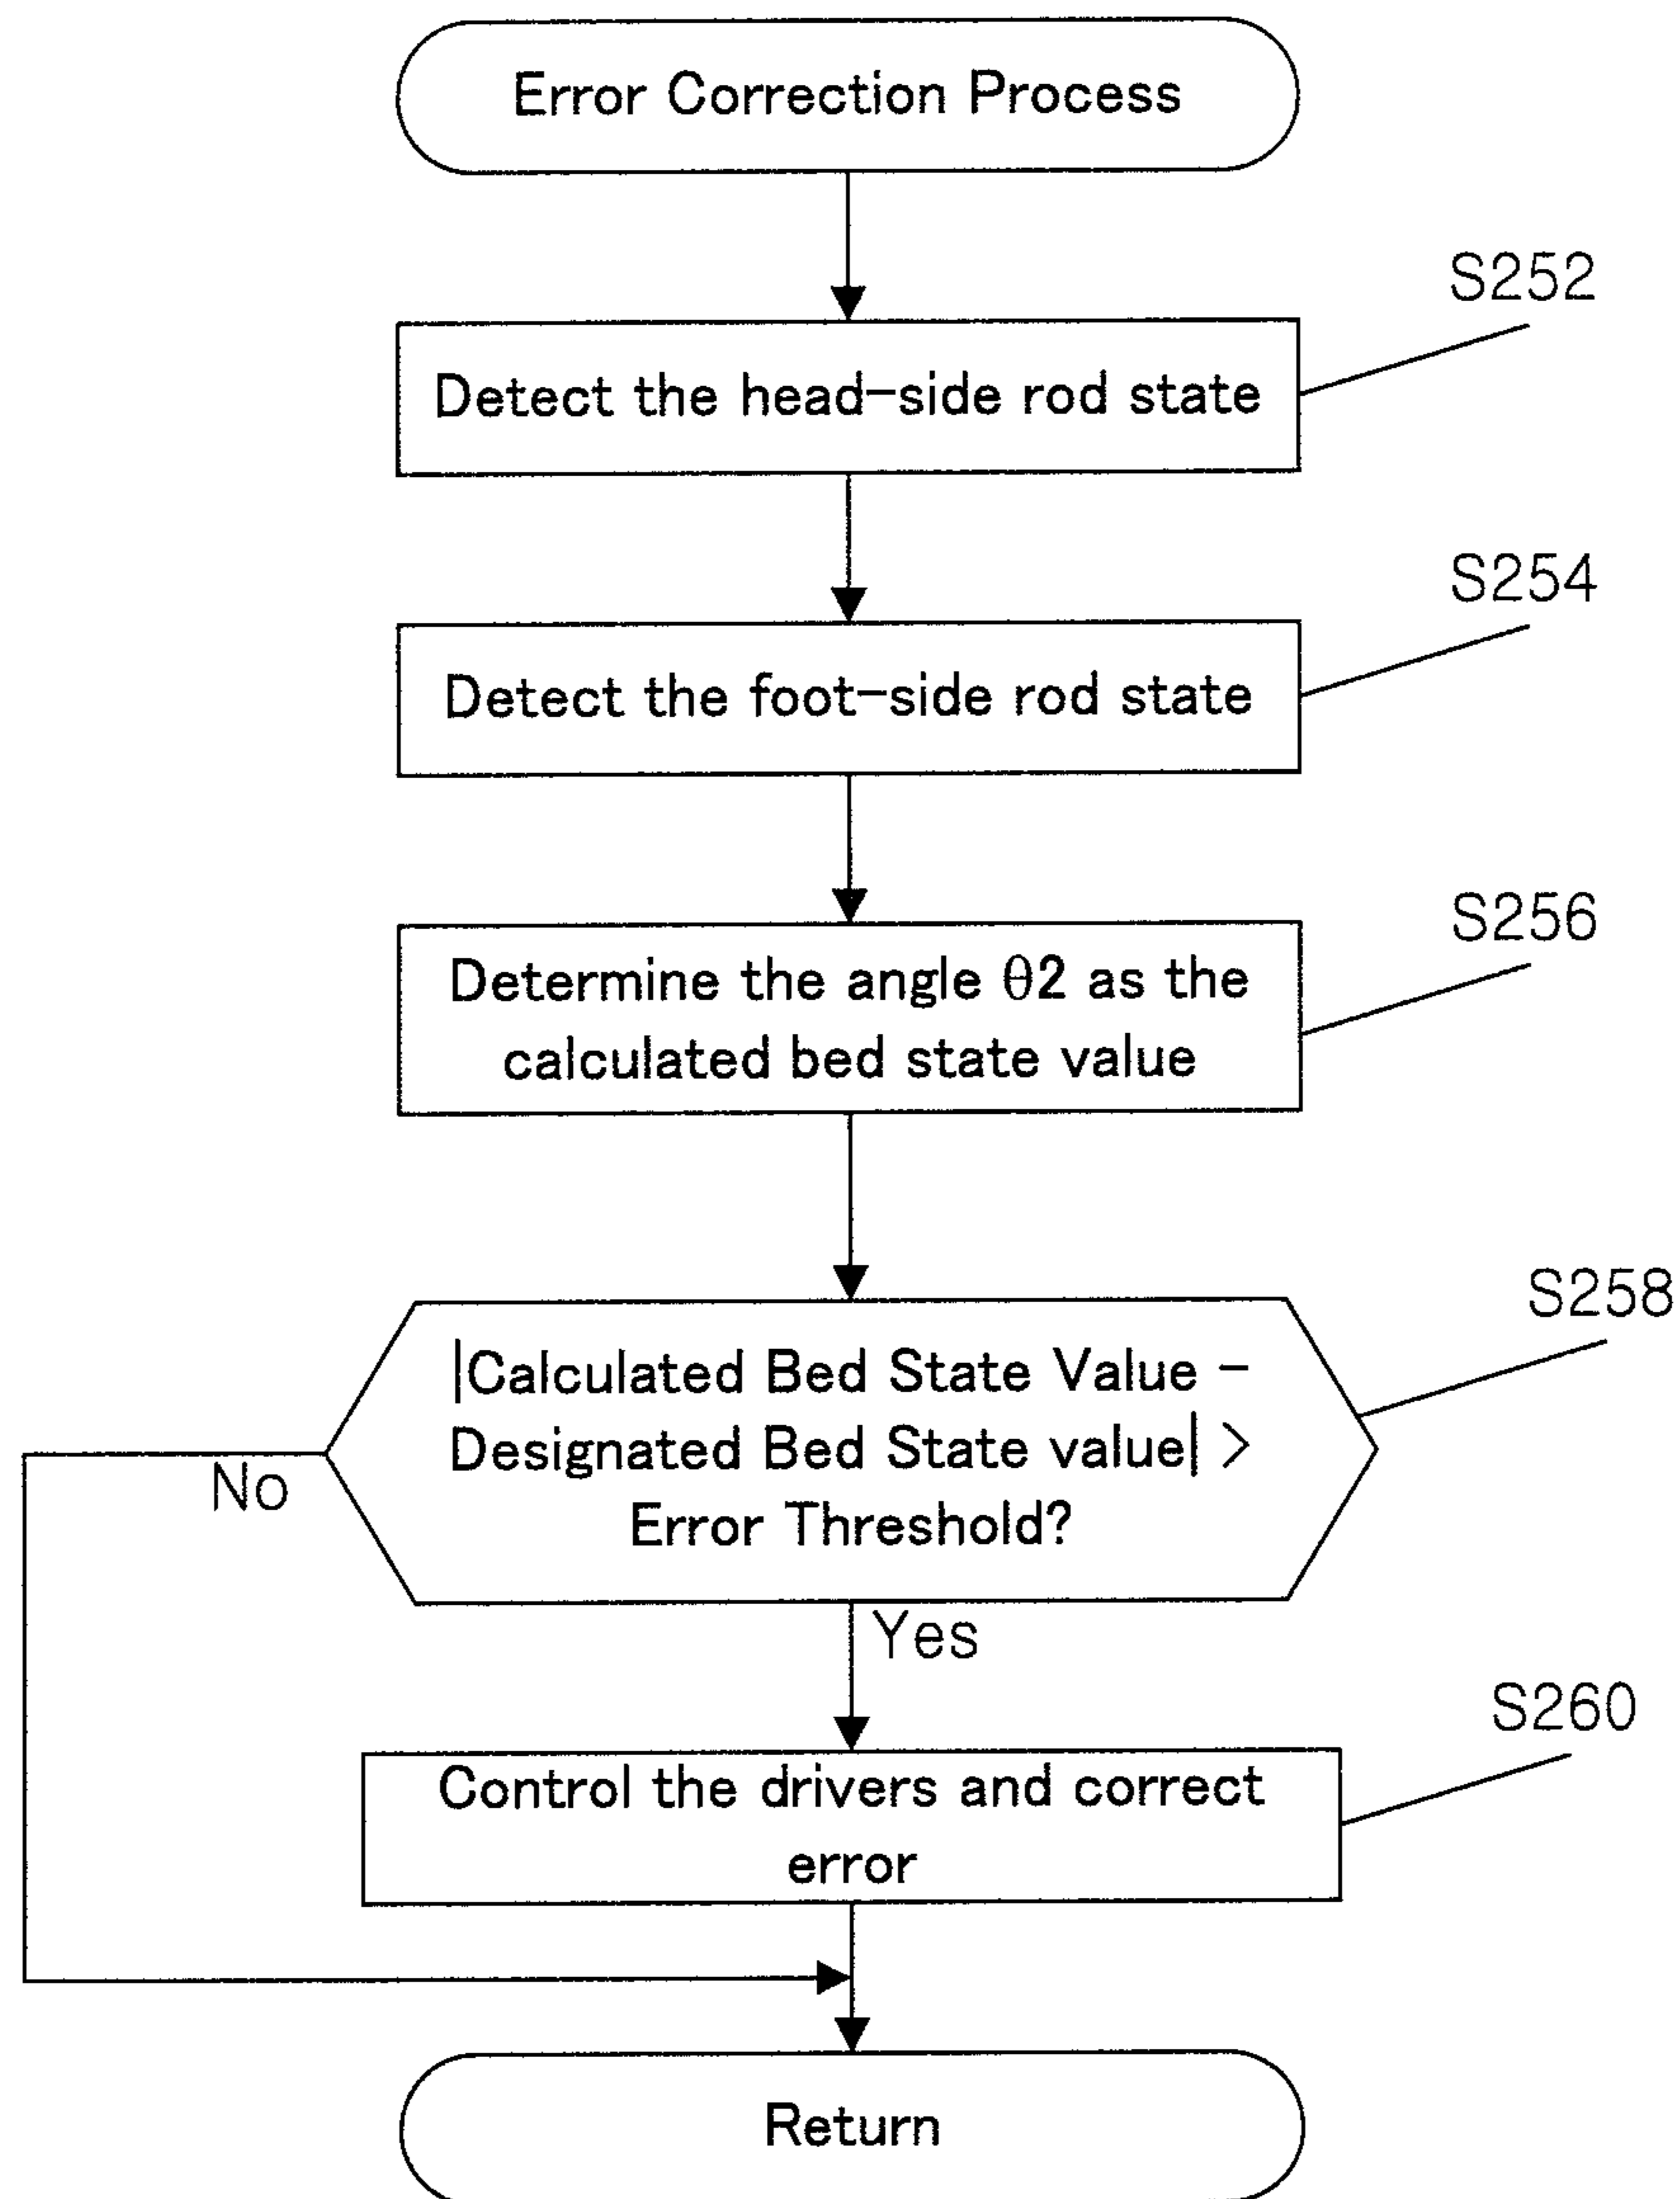 Error Correction Process
S252
Detect the head-side rod state
S254
Detect the foot-side rod state
S256
Determine the angle θ2 as the
calculated bed state value
S258
|Calculated Bed State Value -
Designated Bed State value| >
Error Threshold?
No
Yes
S260
Control the drivers and correct
error
Return